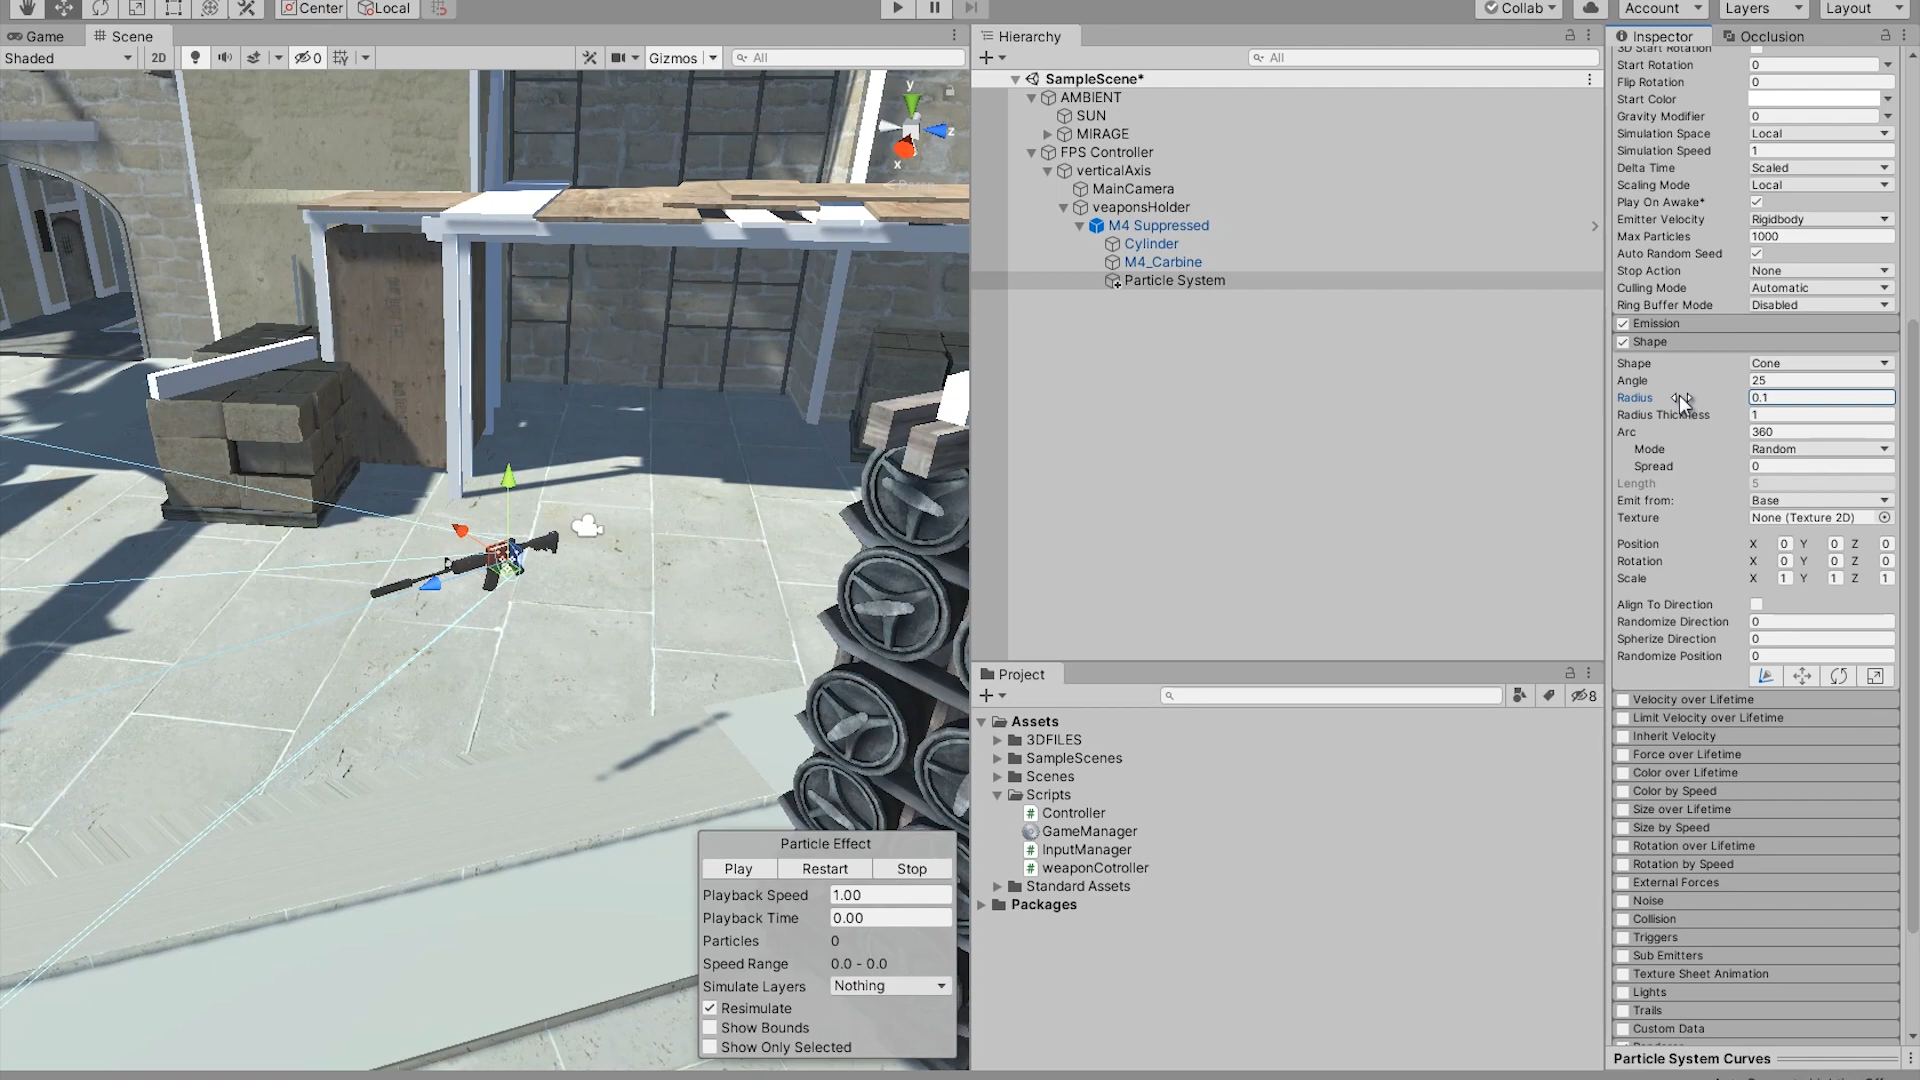 Center
Local
Collab
Account
Layers
Layout
Game
Scene
Shaded
2D
0
Gizmos
All
y
z
x
Hierarchy
All
SampleScene*
AMBIENT
SUN
MIRAGE
FPS Controller
verticalAxis
MainCamera
veaponsHolder
M4 Suppressed
Cylinder
M4_Carbine
Particle System
Project
8
Assets
3DFILES
SampleScenes
Scenes
Scripts
Controller
GameManager
InputManager
weaponCotroller
Standard Assets
Packages
Particle Effect
Play Restart Stop
Playback Speed 1.00
Playback Time 0.00
Particles 0
Speed Range 0.0 - 0.0
Simulate Layers Nothing
Resimulate
Show Bounds
Show Only Selected
Inspector
Occlusion
3D Start Rotation
Start Rotation 0
Flip Rotation 0
Start Color
Gravity Modifier 0
Simulation Space Local
Simulation Speed 1
Delta Time Scaled
Scaling Mode Local
Play On Awake*
Emitter Velocity Rigidbody
Max Particles 1000
Auto Random Seed
Stop Action None
Culling Mode Automatic
Ring Buffer Mode Disabled
Emission
Shape
Shape Cone
Angle 25
Radius 0.1
Radius Thickness 1
Arc 360
Mode Random
Spread 0
Length 5
Emit from: Base
Texture None (Texture 2D)
Position X 0 Y 0 Z 0
Rotation X 0 Y 0 Z 0
Scale X 1 Y 1 Z 1
Align To Direction
Randomize Direction 0
Spherize Direction 0
Randomize Position 0
Velocity over Lifetime
Limit Velocity over Lifetime
Inherit Velocity
Force over Lifetime
Color over Lifetime
Color by Speed
Size over Lifetime
Size by Speed
Rotation over Lifetime
Rotation by Speed
External Forces
Noise
Collision
Triggers
Sub Emitters
Texture Sheet Animation
Lights
Trails
Custom Data
Particle System Curves